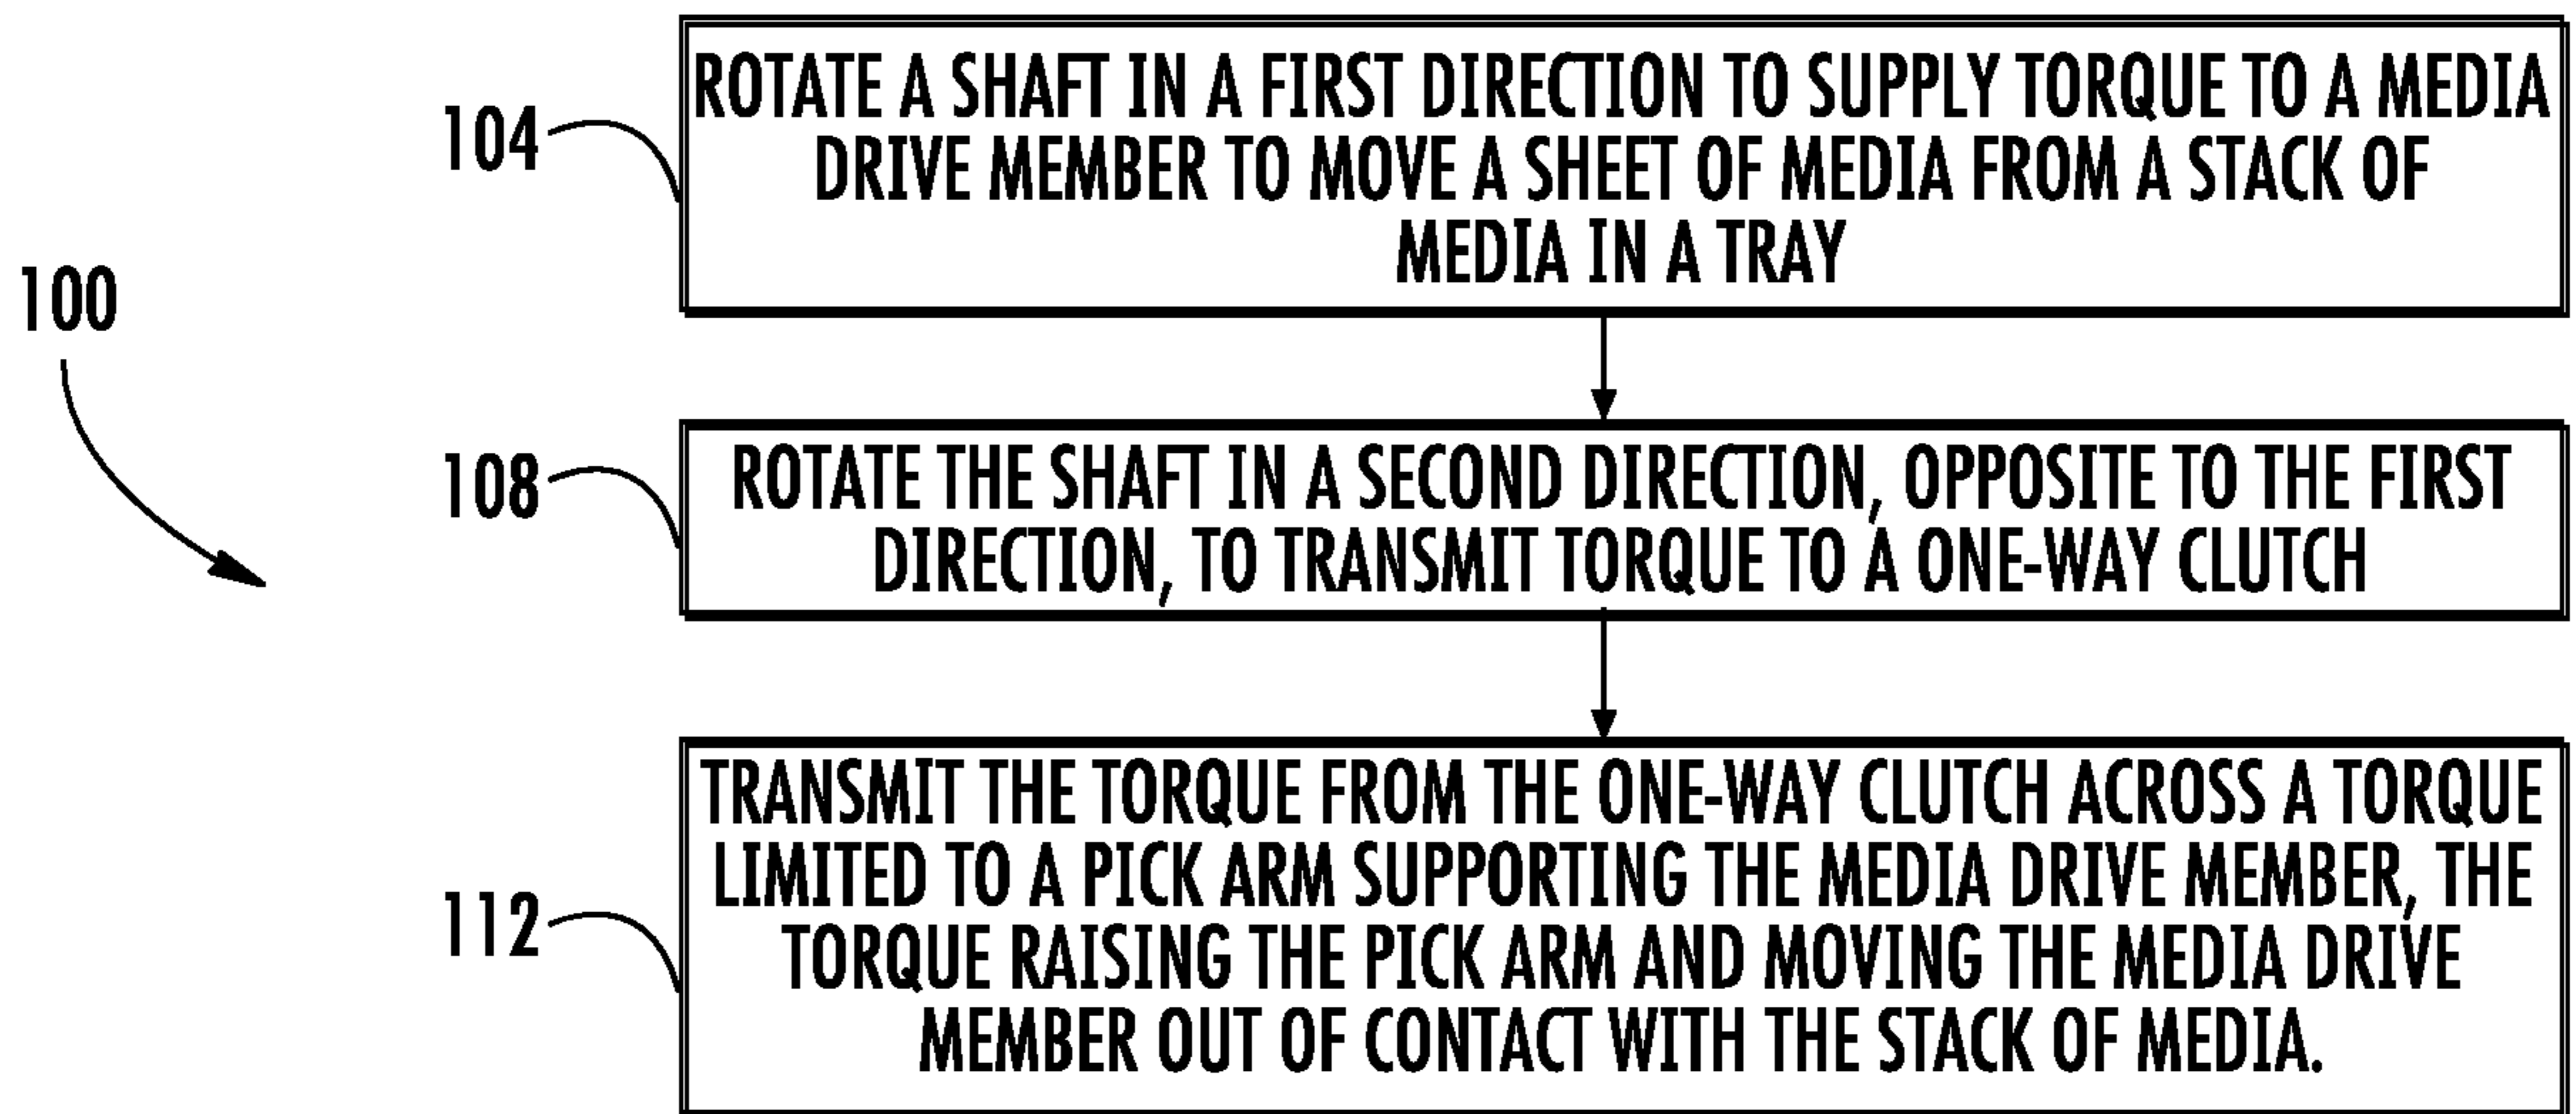 100
104
ROTATE A SHAFT IN A FIRST DIRECTION TO SUPPLY TORQUE TO A MEDIA
DRIVE MEMBER TO MOVE A SHEET OF MEDIA FROM A STACK OF
MEDIA IN A TRAY
108
ROTATE THE SHAFT IN A SECOND DIRECTION, OPPOSITE TO THE FIRST
DIRECTION, TO TRANSMIT TORQUE TO A ONE-WAY CLUTCH
112
TRANSMIT THE TORQUE FROM THE ONE-WAY CLUTCH ACROSS A TORQUE
LIMITED TO A PICK ARM SUPPORTING THE MEDIA DRIVE MEMBER, THE
TORQUE RAISING THE PICK ARM AND MOVING THE MEDIA DRIVE
MEMBER OUT OF CONTACT WITH THE STACK OF MEDIA.